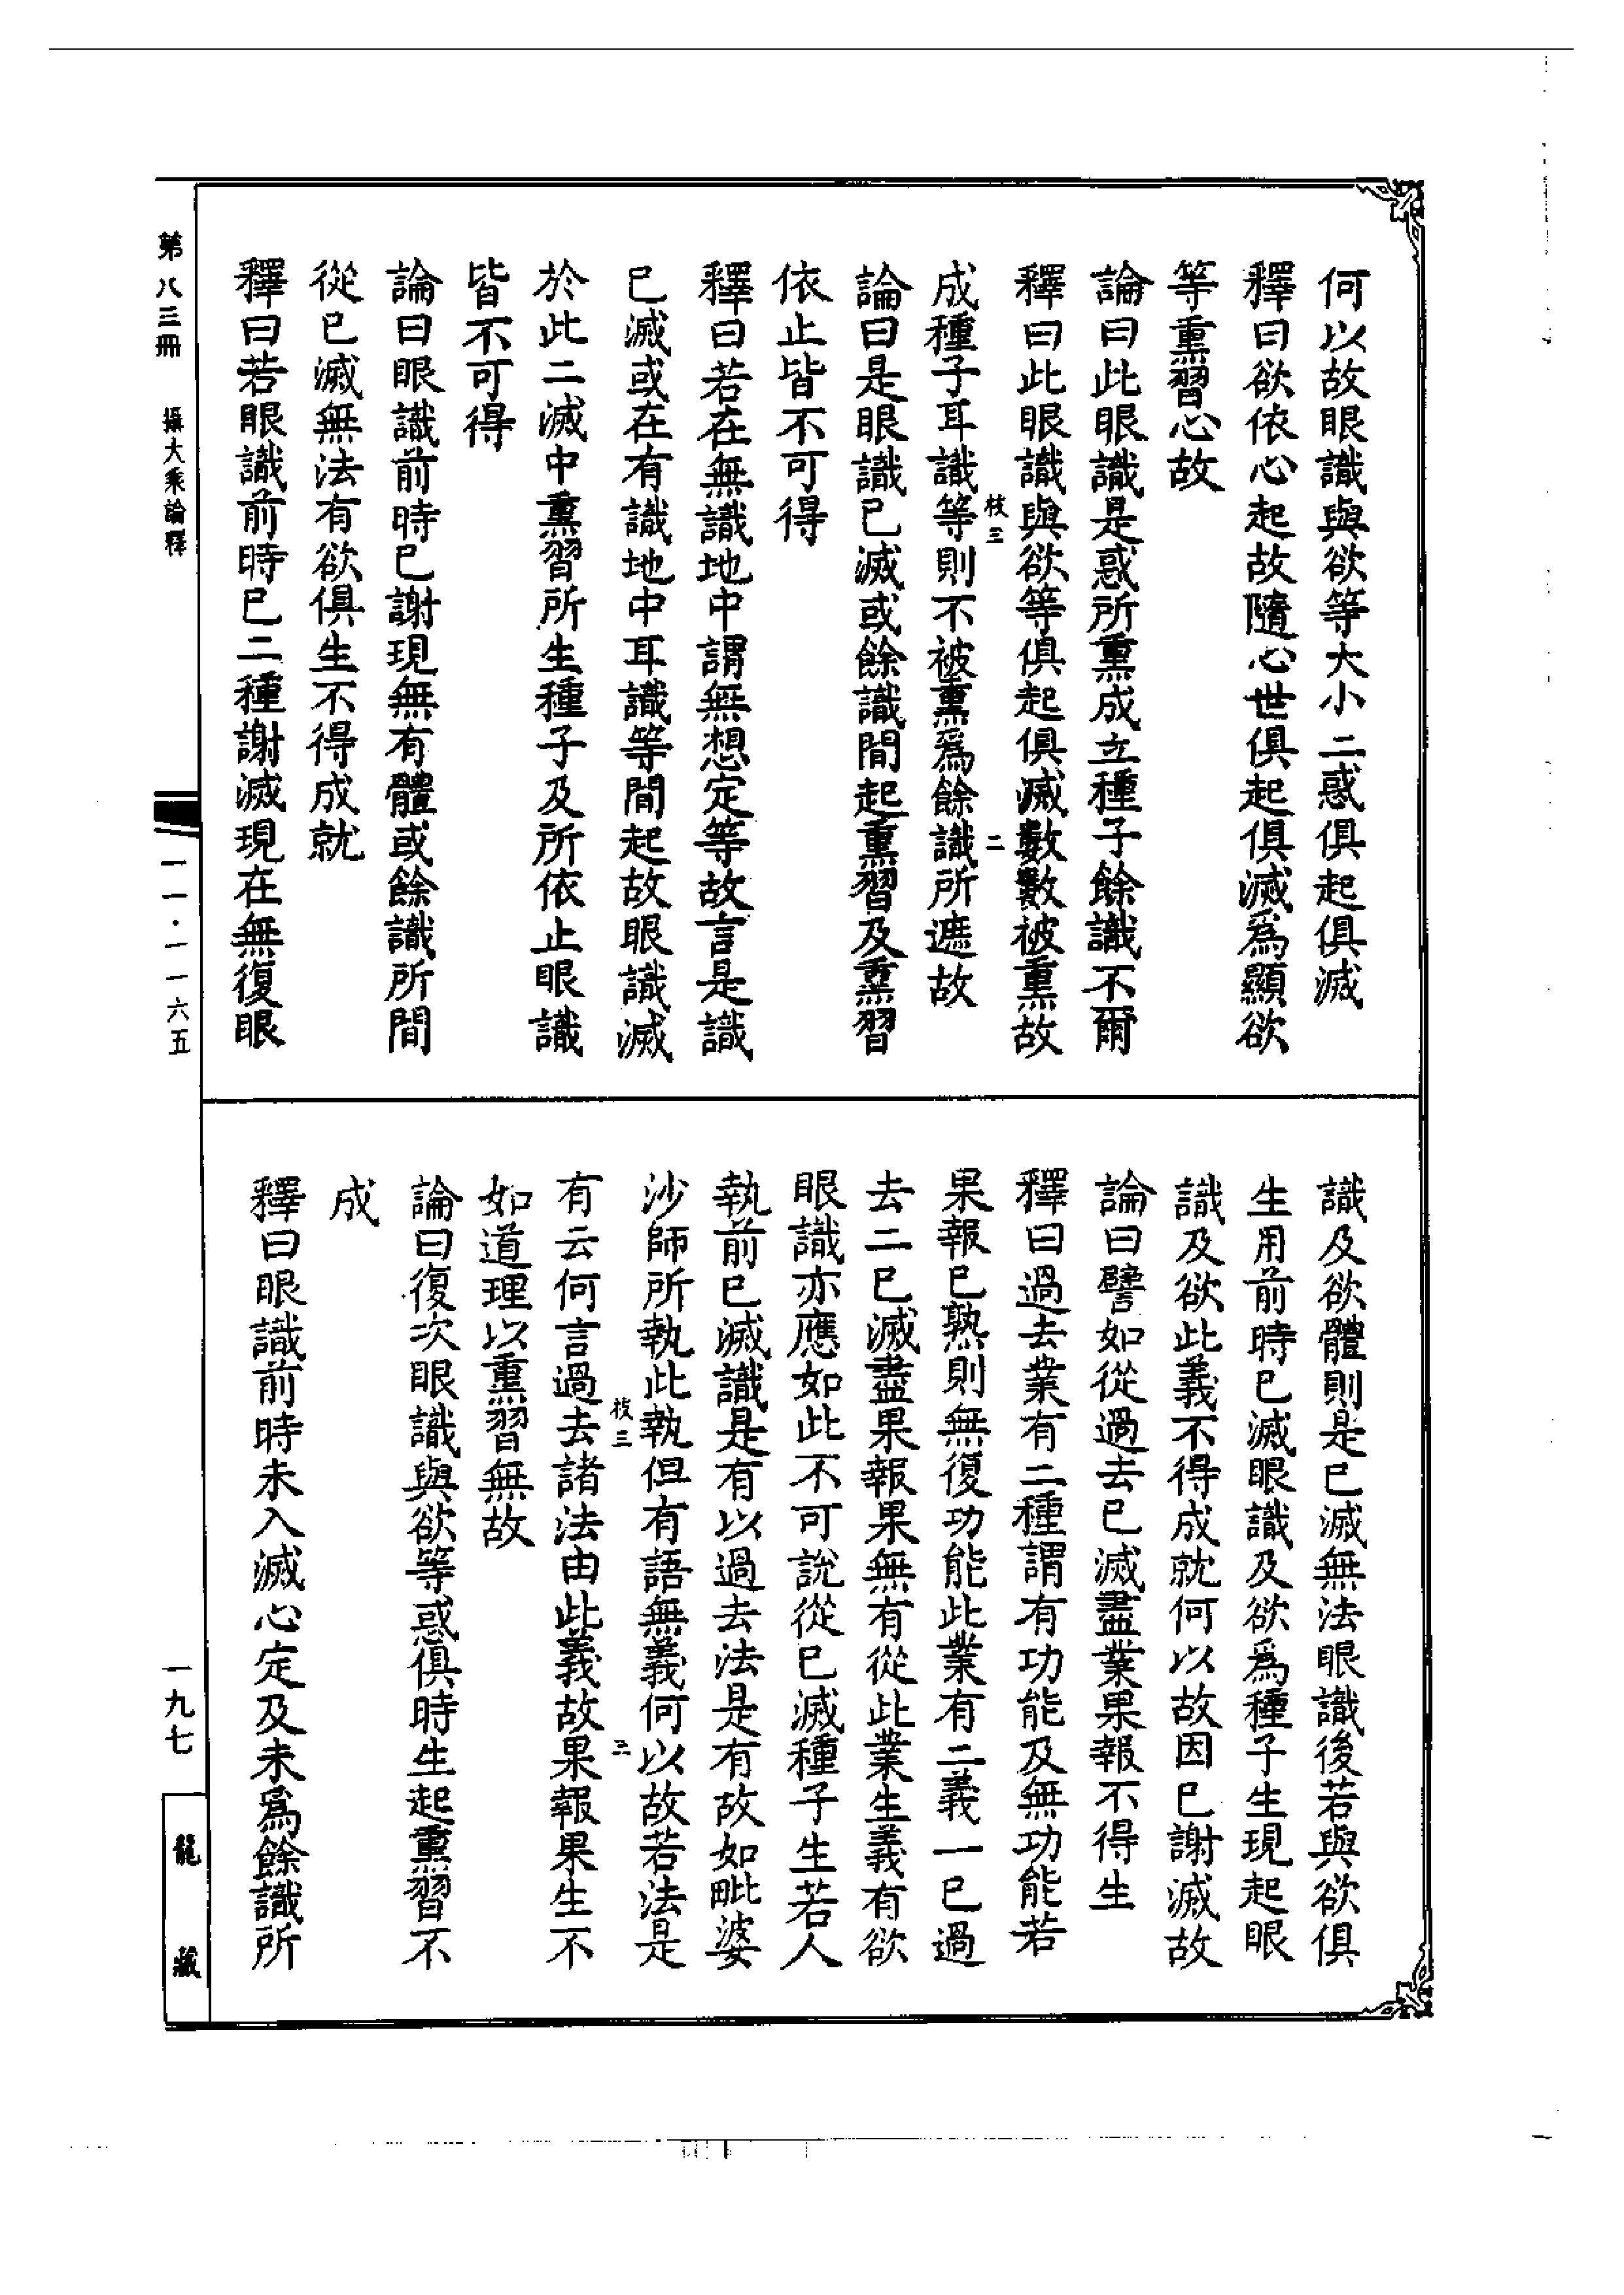 何以故眼識與欲等大小二惑俱起俱滅
釋曰欲依心起故隨心世俱起俱滅爲顯欲
等熏習心故
論曰此眼識是惑所熏成立種子餘識不爾
釋曰此眼識與欲等俱起俱滅數數被熏故
枝三 二
成種子耳識等則不被熏爲餘識所遮故
論曰是眼識已滅或餘識間起熏習及熏習
依止皆不可得
釋曰若在無識地中謂無想定等故言是識
已滅或在有識地中耳識等間起故眼識滅
於此二滅中熏習所生種子及所依止眼識
皆不可得
論曰眼識前時已謝現無有體或餘識所間
從已滅無法有欲俱生不得成就
釋曰若眼識前時已二種謝滅現在無復眼
識及欲體則是已滅無法眼識後若與欲俱
生用前時已滅眼識及欲爲種子生現起眼
識及欲此義不得成就何以故因已謝滅故
論曰譬如從過去已滅盡業果報不得生
釋曰過去業有二種謂有功能及無功能若
果報已熟則無復功能此業有二義一已過
去二已滅盡果報果無有從此業生義有欲
眼識亦應如此不可說從已滅種子生若人
執前已滅識是有以過去法是有故如毗婆
沙師所執此執但有語無義何以故若法是
枝三 三
有云何言過去諸法由此義故果報果生不
如道理以熏習無故
論曰復次眼識與欲等惑俱時生起熏習不
成
釋曰眼識前時未入滅心定及未爲餘識所
第八三冊 攝大乘論釋
一一·一一六五
一九七
龍藏